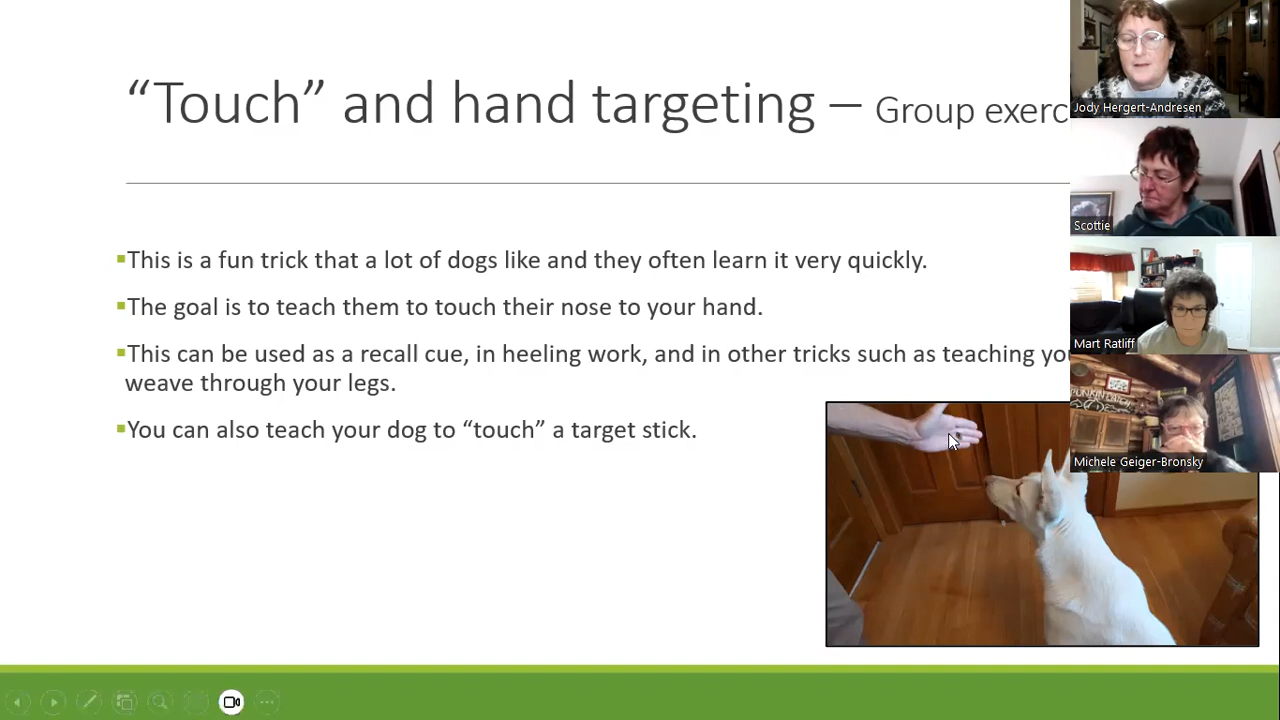 “Touch” and hand targeting – Group exerc
▪This is a fun trick that a lot of dogs like and they often learn it very quickly.
▪The goal is to teach them to touch their nose to your hand.
▪This can be used as a recall cue, in heeling work, and in other tricks such as teaching yo
weave through your legs.
▪You can also teach your dog to “touch” a target stick.
Jody Hergert-Andresen
Scottie
Mart Ratliff
Michele Geiger-Bronsky